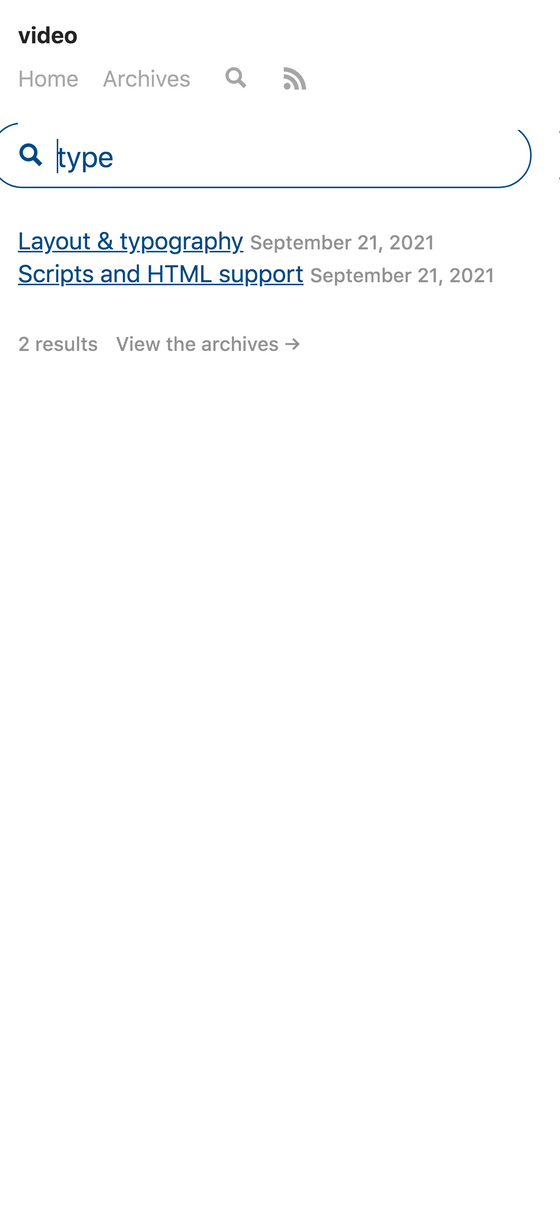 video
Home Archives
type
Layout & typography September 21, 2021
Scripts and HTML support September 21, 2021
2 results View the archives →